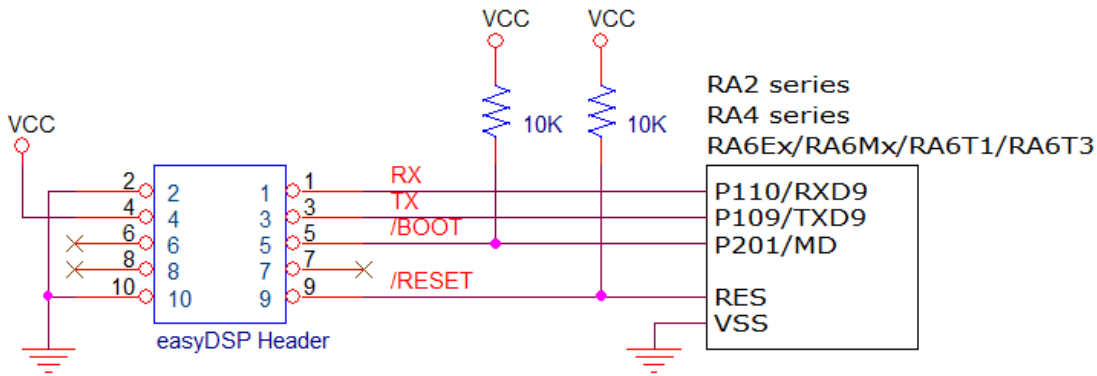 VCC
VCC
RA2 series
RA4 series
RA6Ex/RA6Mx/RA6T1/RA6T3
10K
10K
VCC
2 2 1 1 RX P110/RXD9
4 4 3 3 TX P109/TXD9
6 6 5 5 /BOOT P201/MD
8 8 7 7
10 10 9 9 /RESET RES
VSS
easyDSP Header